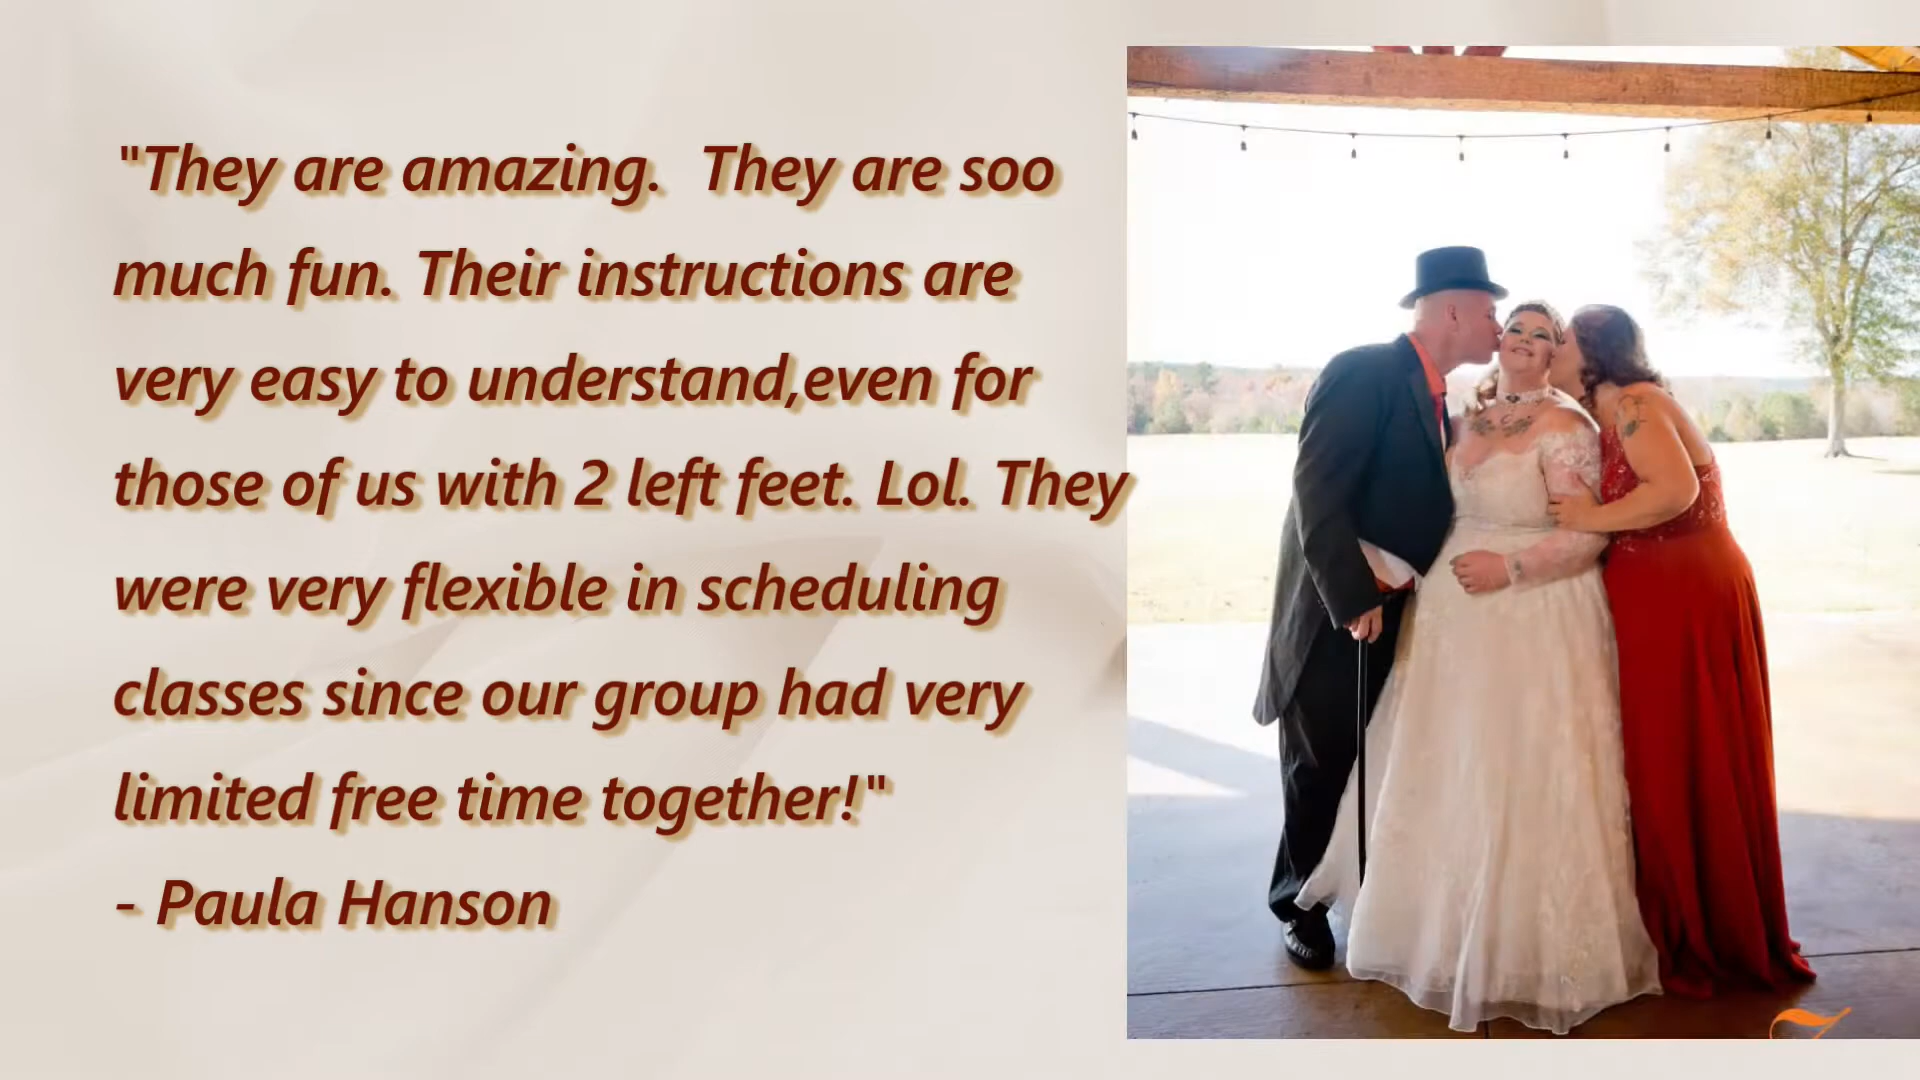 "They are amazing.  They are soo
much fun. Their instructions are
very easy to understand,even for
those of us with 2 left feet. Lol. They
were very flexible in scheduling
classes since our group had very
limited free time together!"
- Paula Hanson